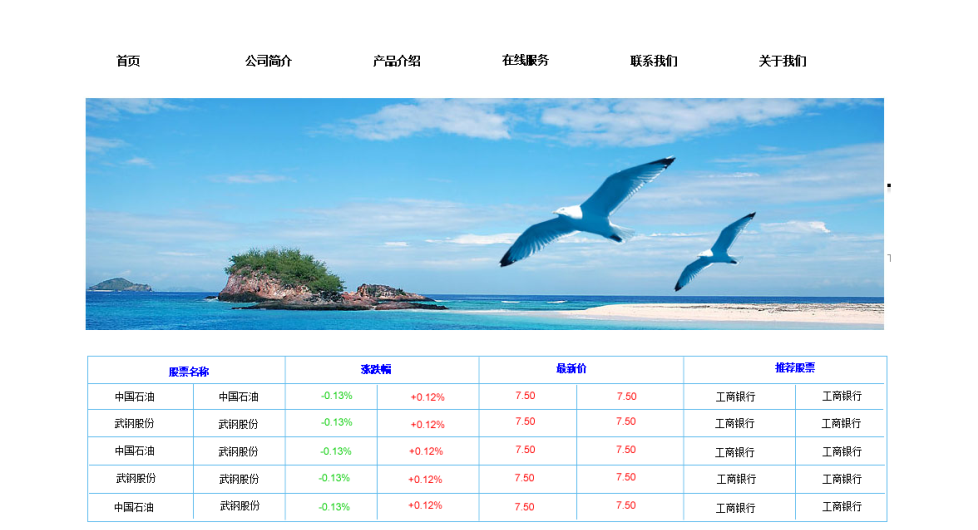 首页 公司简介 产品介绍 在线服务 联系我们 关于我们
股票名称 涨跌幅 最新价 推荐股票
中国石油 中国石油 -0.13% +0.12% 7.50 7.50 工商银行 工商银行
武钢股份 武钢股份 -0.13% +0.12% 7.50 7.50 工商银行 工商银行
中国石油 武钢股份 -0.13% +0.12% 7.50 7.50 工商银行 工商银行
武钢股份 武钢股份 -0.13% +0.12% 7.50 7.50 工商银行 工商银行
中国石油 武钢股份 -0.13% +0.12% 7.50 7.50 工商银行 工商银行